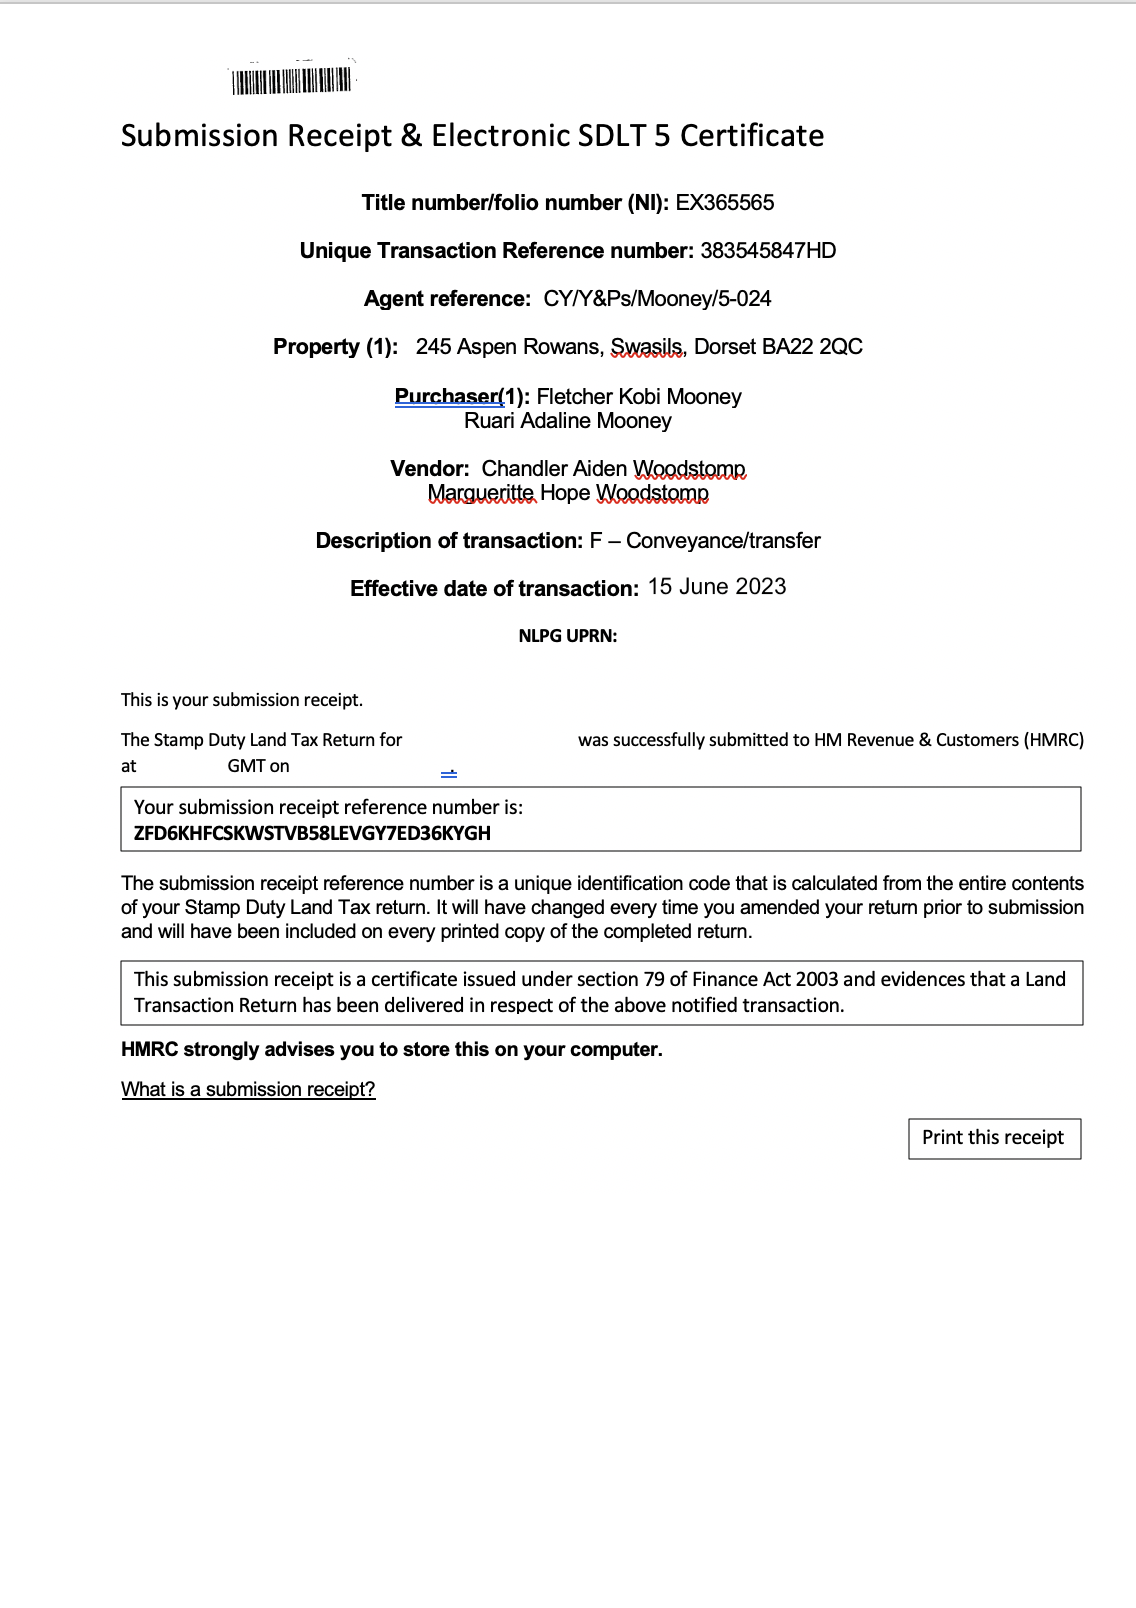 Submission Receipt & Electronic SDLT 5 Certificate
Title number/folio number (NI): EX365565
Unique Transaction Reference number: 383545847HD
Agent reference: CY/Y&Ps/Mooney/5-024
Property (1): 245 Aspen Rowans, Swasils, Dorset BA22 2QC
Purchaser(1): Fletcher Kobi Mooney
Ruari Adaline Mooney
Vendor: Chandler Aiden Woodstomp
Margueritte Hope Woodstomp
Description of transaction: F – Conveyance/transfer
Effective date of transaction: 15 June 2023
NLPG UPRN:
This is your submission receipt.
The Stamp Duty Land Tax Return for was successfully submitted to HM Revenue & Customers (HMRC)
at GMT on .
Your submission receipt reference number is:
ZFD6KHFCSKWSTVB58LEVGY7ED36KYGH
The submission receipt reference number is a unique identification code that is calculated from the entire contents
of your Stamp Duty Land Tax return. It will have changed every time you amended your return prior to submission
and will have been included on every printed copy of the completed return.
This submission receipt is a certificate issued under section 79 of Finance Act 2003 and evidences that a Land
Transaction Return has been delivered in respect of the above notified transaction.
HMRC strongly advises you to store this on your computer.
What is a submission receipt?
Print this receipt